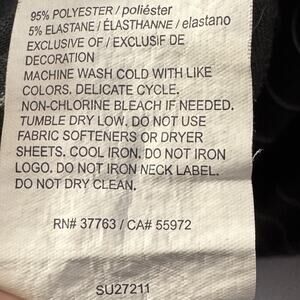 95% POLYESTER / poliéster
5% ELASTANE / ÉLASTHANNE / elastano
EXCLUSIVE OF / EXCLUSIF DE
DECORATION
MACHINE WASH COLD WITH LIKE
COLORS. DELICATE CYCLE.
NON-CHLORINE BLEACH IF NEEDED.
TUMBLE DRY LOW. DO NOT USE
FABRIC SOFTENERS OR DRYER
SHEETS. COOL IRON. DO NOT IRON
LOGO. DO NOT IRON NECK LABEL.
DO NOT DRY CLEAN.
RN# 37763 / CA# 55972
SU27211